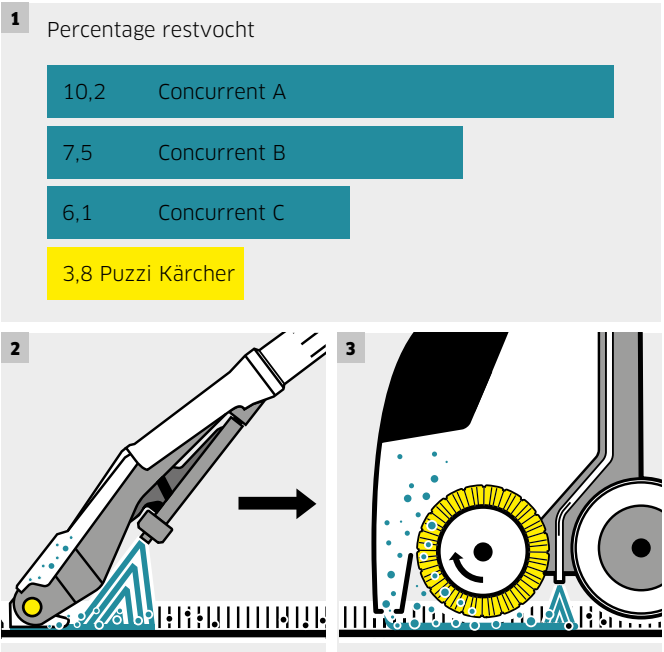 1
Percentage restvocht
10,2 Concurrent A
7,5 Concurrent B
6,1 Concurrent C
3,8 Puzzi Kärcher
2
3